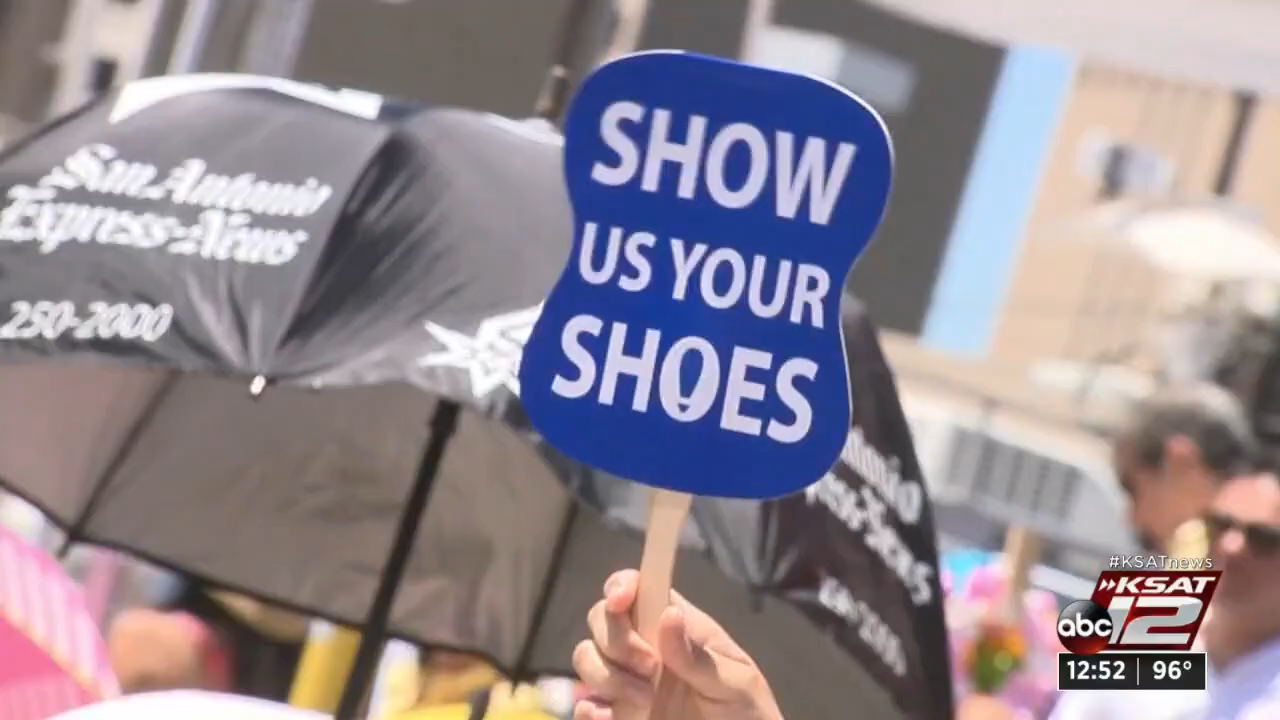 San Antonio
Express-News
250-2000
SHOW
US YOUR
SHOES
#KSATnews
KSAT
12
abc
12:52 | 96°